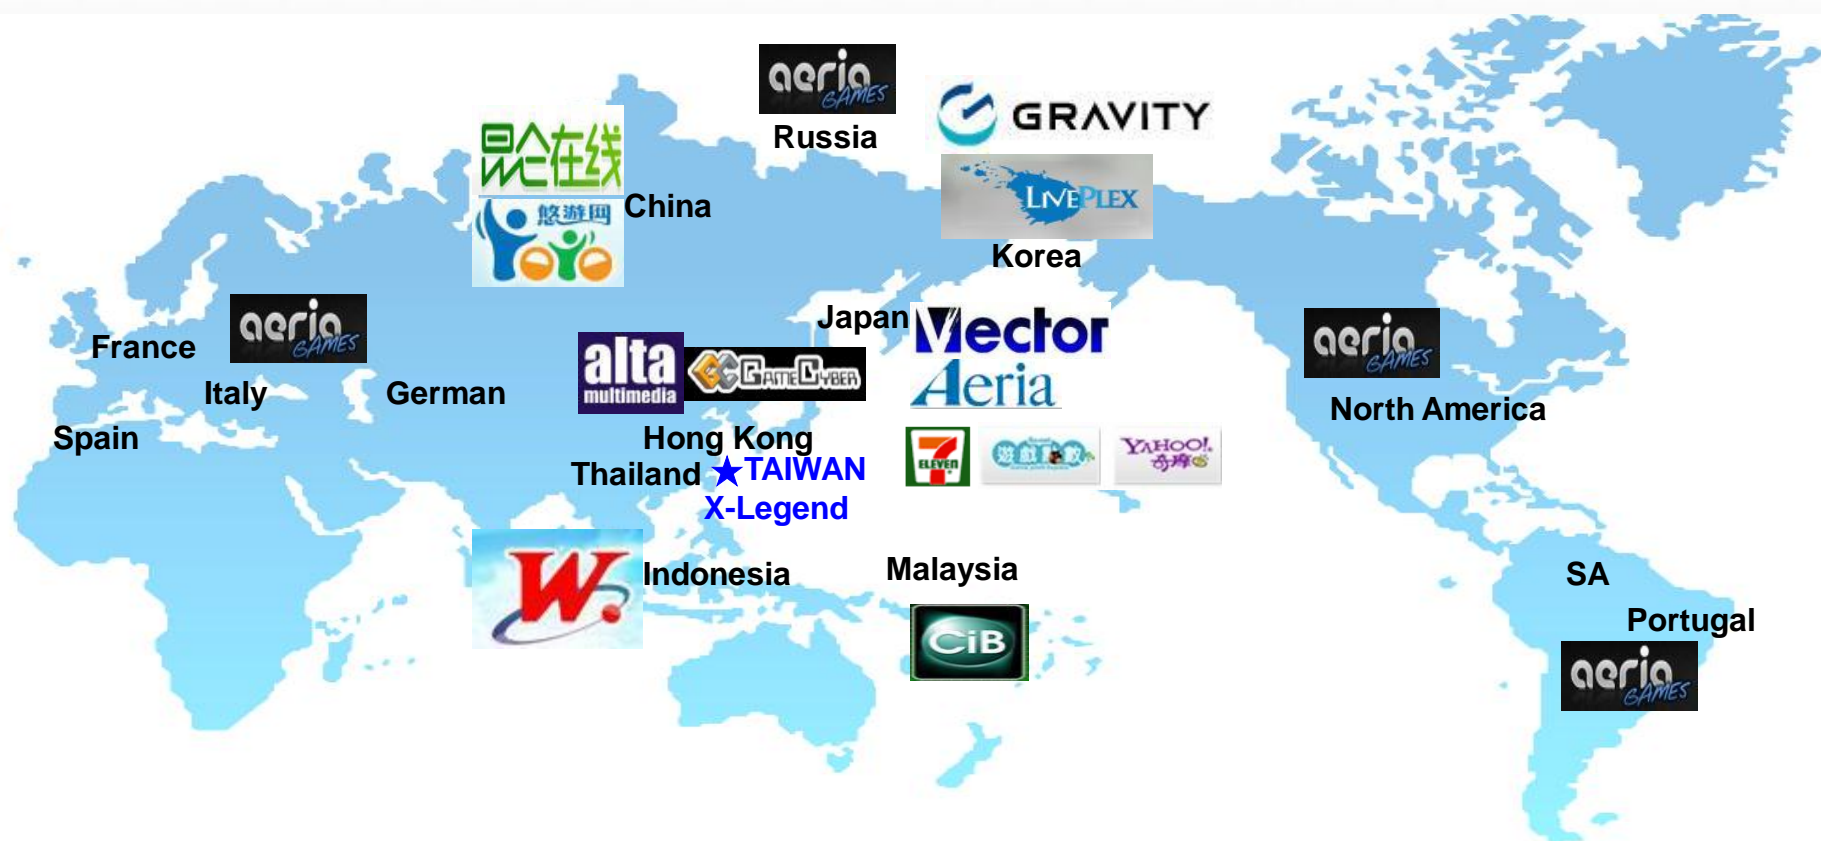 aeria
GAMES
Russia
GRAVITY
昆仑在线
China
悠游网
YOYO
LIVEPLEX
Korea
aeria
GAMES
France
Italy
German
Spain
Japan
Vector
Aeria
alta
multimedia
GAMECYBER
Hong Kong
Thailand
★TAIWAN
X-Legend
7
ELEVEN
YAHOO!
奇摩
aeria
GAMES
North America
W.
Indonesia
Malaysia
CiB
SA
Portugal
aeria
GAMES